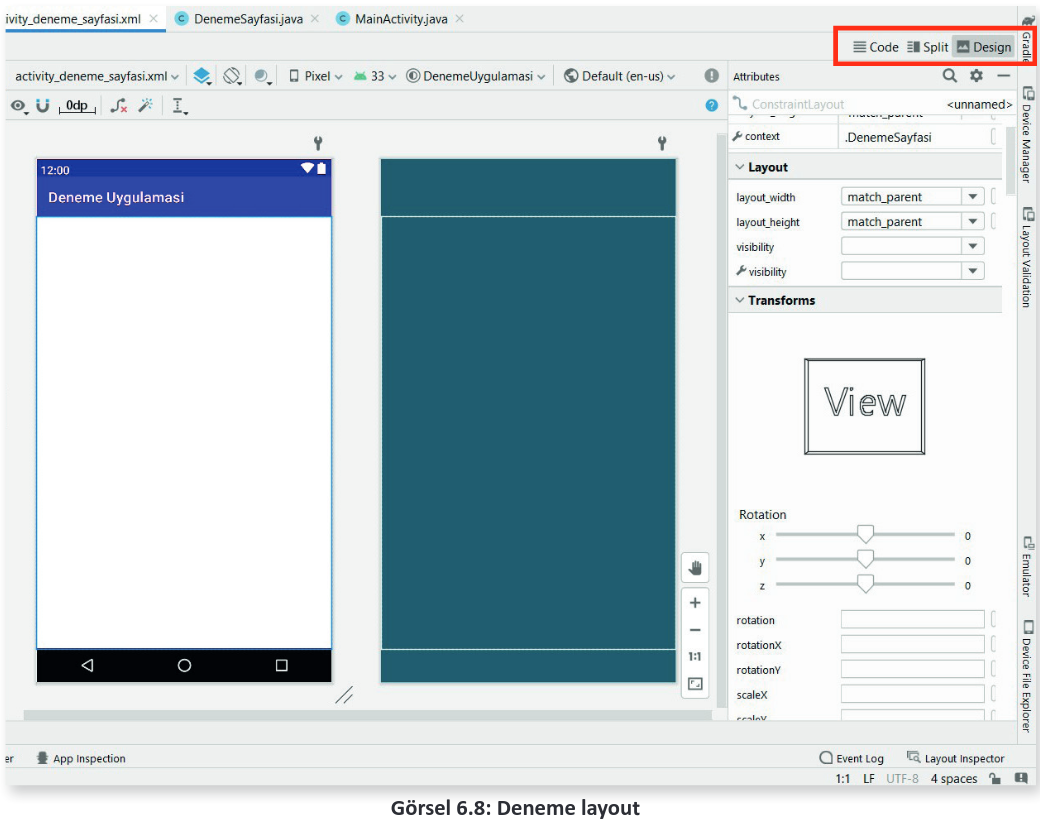 ivity_deneme_sayfasi.xml
DenemeSayfasi.java
MainActivity.java
Code
Split
Design
activity_deneme_sayfasi.xml
Pixel
33
DenemeUygulamasi
Default (en-us)
0dp
12:00
Deneme Uygulamasi
Attributes
ConstraintLayout
<unnamed>
match_parent
context
.DenemeSayfasi
Layout
layout_width
match_parent
layout_height
match_parent
visibility
visibility
Transforms
View
Rotation
x
0
y
0
z
0
rotation
rotationX
rotationY
scaleX
scaleY
1:1
Gradle
Device Manager
Layout Validation
Emulator
Device File Explorer
er
App Inspection
Event Log
Layout Inspector
1:1
LF
UTF-8
4 spaces
Görsel 6.8: Deneme layout